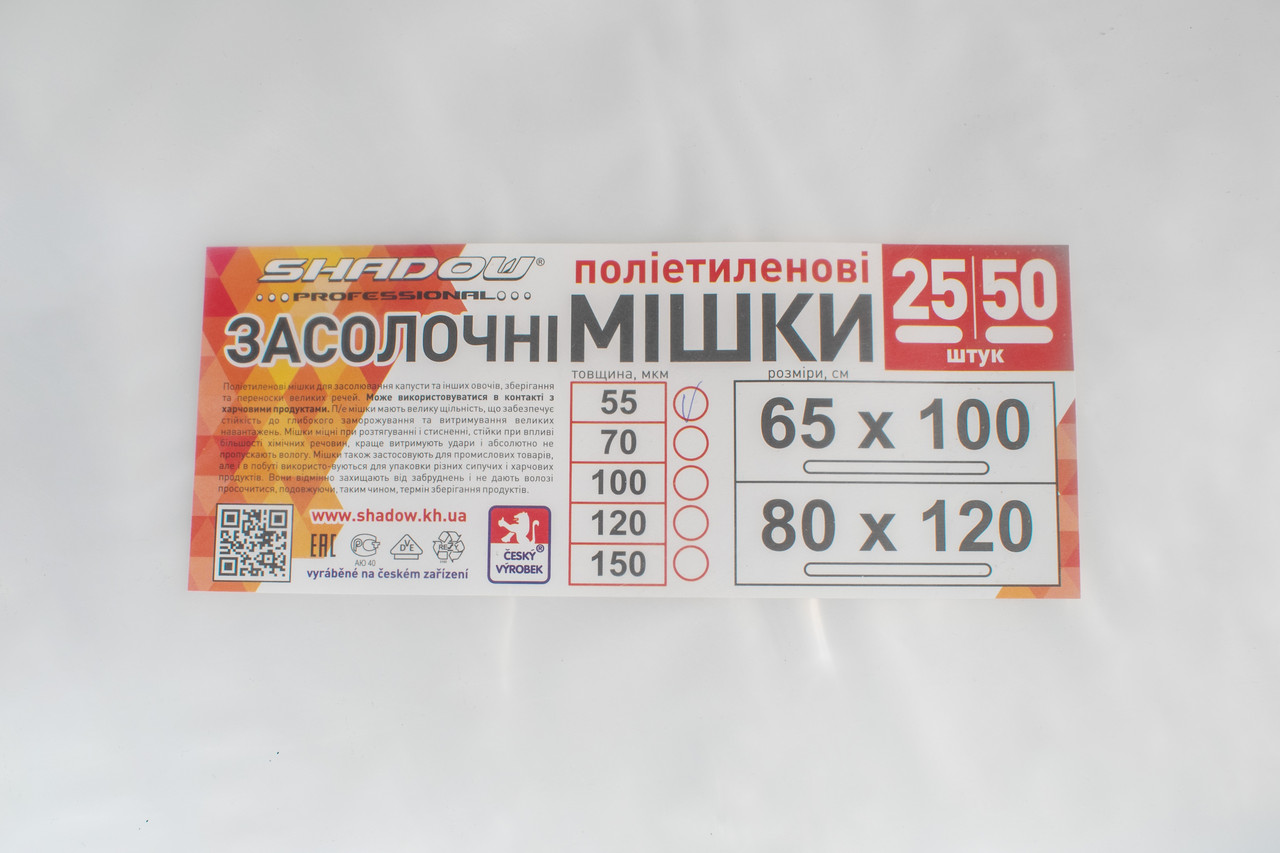 SHADOW®
PROFESSIONAL
ЗАСОЛОЧНІ
поліетиленові
МІШКИ
25 50
штук
Поліетиленові мішки для засолювання капусти та інших овочів, зберігання
та переноски великих речей. Може використовуватися в контакті з
харчовими продуктами. П/е мішки мають велику щільність, що забезпечує
стійкість до глибокого заморожування та витримування великих
навантажень. Мішки міцні при розтягуванні і стисненні, стійки при впливі
більшості хімічних речовин, краще витримують удари і абсолютно не
пропускають вологу. Мішки також застосовують для промислових товарів,
але і в побуті використо-вуються для упаковки різних сипучих і харчових
продуктів. Вони відмінно захищають від забруднень і не дають волозі
просочитися, подовжуючи, таким чином, термін зберігання продуктів.
www.shadow.kh.ua
EAC
АЮ 40
vyráběné na českém zařízení
ČESKÝ®
VÝROBEK
товщина, мкм
55
70
100
120
150
розміри, см
65 x 100
80 x 120